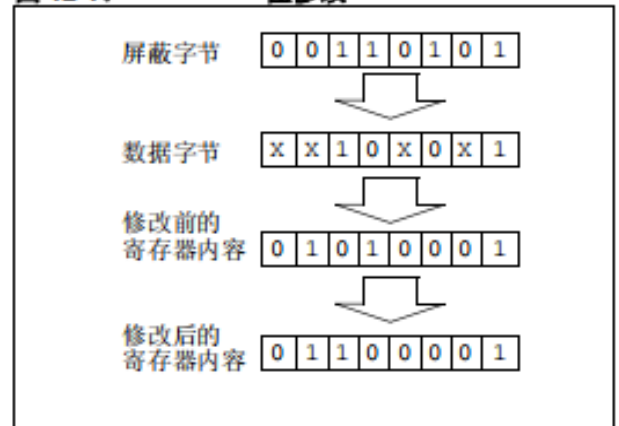 屏蔽字节 0 0 1 1 0 1 0 1
数据字节 X X 1 0 X 0 X 1
修改前的
寄存器内容 0 1 0 1 0 0 0 1
修改后的
寄存器内容 0 1 1 0 0 0 0 1